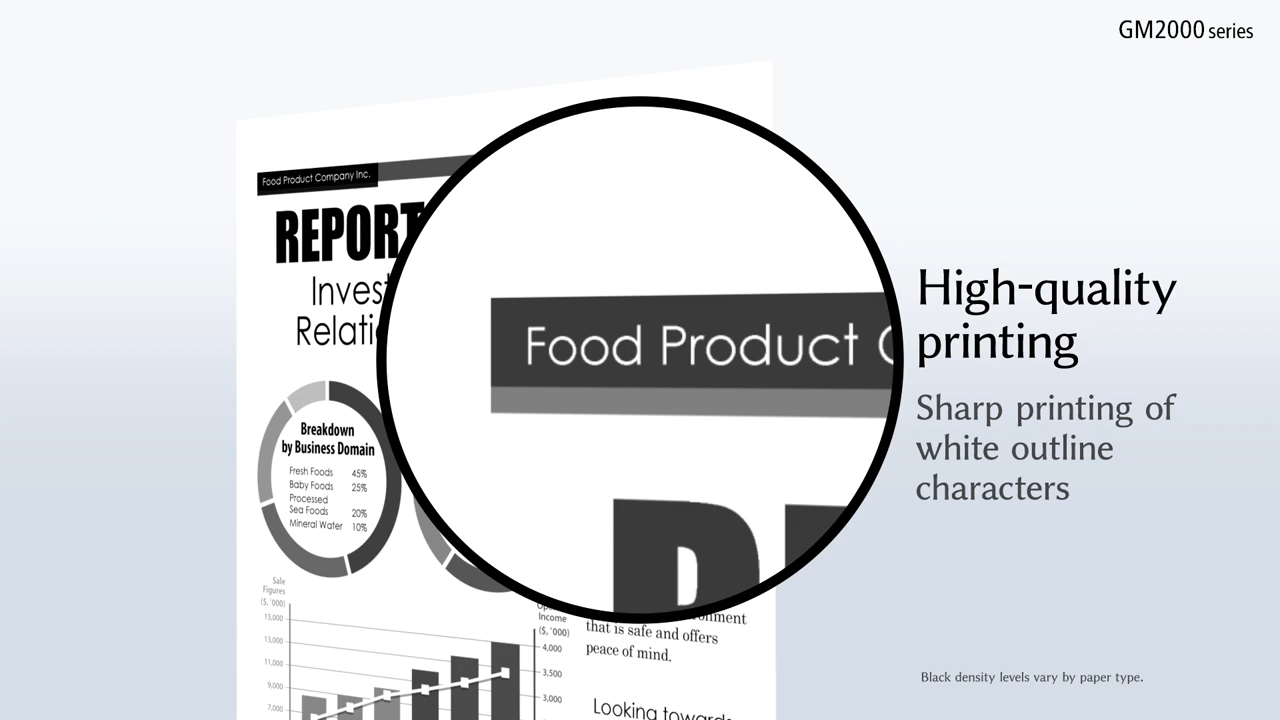 GM2000 series
Food Product Company Inc.
REPORT
Relati
Food Product
High-quality
printing
Sharp printing of
white outline
characters
Breakdown
by Business Domain
Fresh Foods 45%
Baby Foods 25%
Processed
Sea Foods 20%
Mineral Water 10%
Sale
Figures
($, '000)
15,000
13,000
11,000
9,000
7,000
Income
($, '000)
4,000
3,500
3,000
that is safe and offers
peace of mind.
Looking towards
Black density levels vary by paper type.